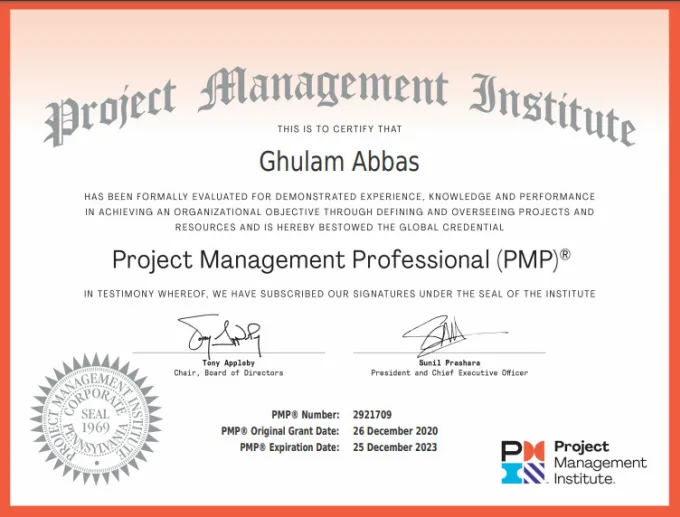 Project Management Institute
THIS IS TO CERTIFY THAT
Ghulam Abbas
HAS BEEN FORMALLY EVALUATED FOR DEMONSTRATED EXPERIENCE, KNOWLEDGE AND PERFORMANCE
IN ACHIEVING AN ORGANIZATIONAL OBJECTIVE THROUGH DEFINING AND OVERSEEING PROJECTS AND
RESOURCES AND IS HEREBY BESTOWED THE GLOBAL CREDENTIAL
Project Management Professional (PMP)®
IN TESTIMONY WHEREOF, WE HAVE SUBSCRIBED OUR SIGNATURES UNDER THE SEAL OF THE INSTITUTE
Tony Appleby
Chair, Board of Directors
Sunil Prashara
President and Chief Executive Officer
PROJECT MANAGEMENT INSTITUTE
CORPORATE
SEAL
1969
PENNSYLVANIA
PMP® Number: 2921709
PMP® Original Grant Date: 26 December 2020
PMP® Expiration Date: 25 December 2023
Project
Management
Institute.